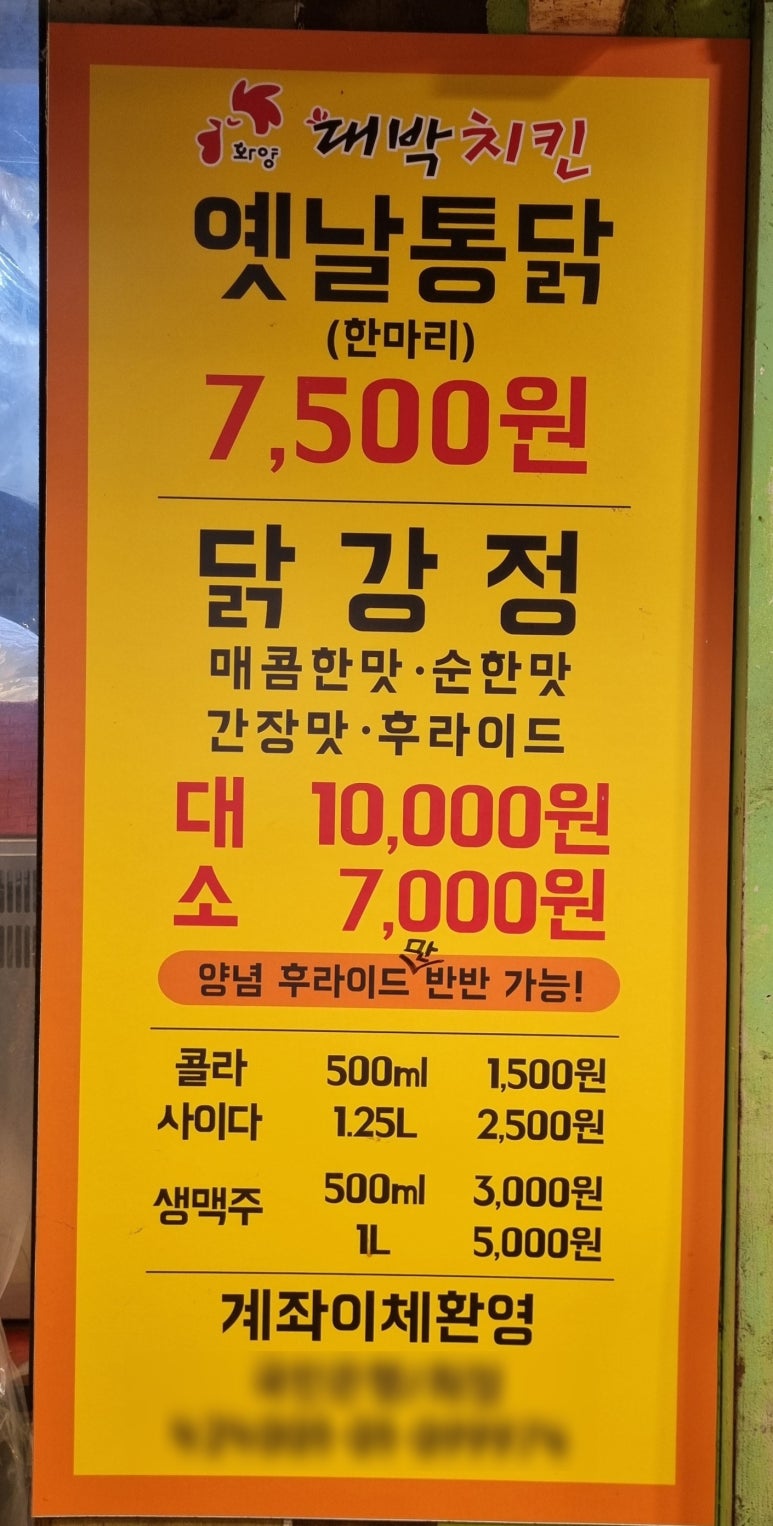 화양 대박치킨
옛날통닭
(한마리)
7,500원
닭강정
매콤한맛·순한맛
간장맛·후라이드
대 10,000원
소 7,000원
만
양념 후라이드 반반 가능!
콜라 500ml 1,500원
사이다 1.25L 2,500원
생맥주 500ml 3,000원
1L 5,000원
계좌이체환영